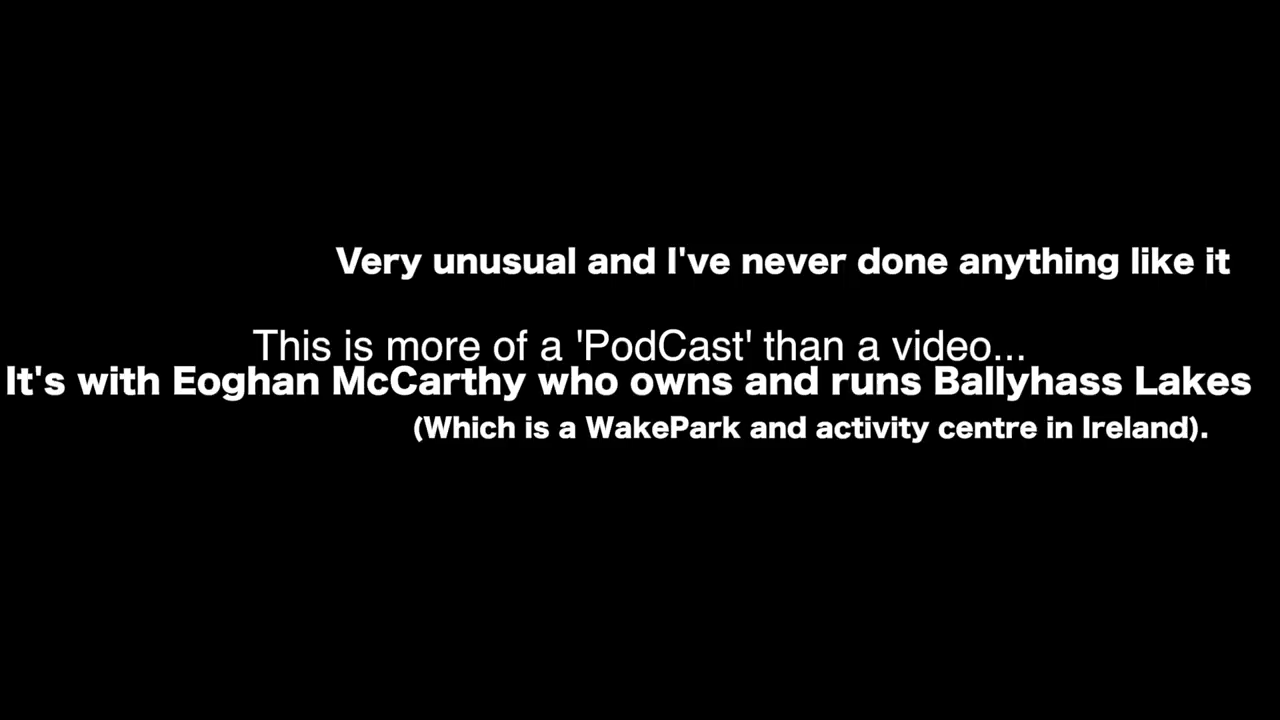 Very unusual and I've never done anything like it
This is more of a 'PodCast' than a video...
It's with Eoghan McCarthy who owns and runs Ballyhass Lakes
(Which is a WakePark and activity centre in Ireland).